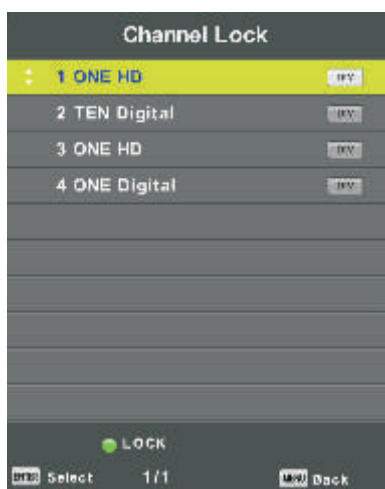 Channel Lock
1 ONE HD
2 TEN Digital
3 ONE HD
4 ONE Digital
LOCK
Select 1/1 MENU Back